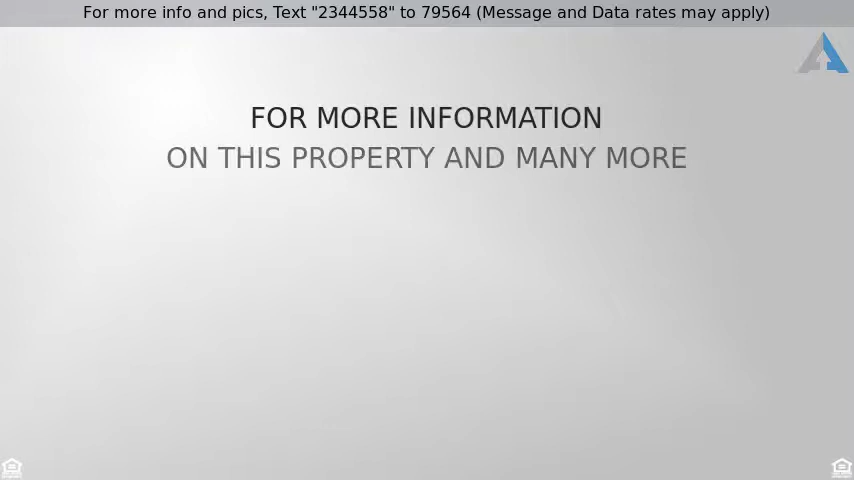 For more info and pics, Text "2344558" to 79564 (Message and Data rates may apply)
FOR MORE INFORMATION
ON THIS PROPERTY AND MANY MORE